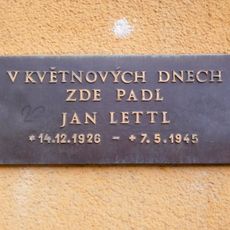 V KVĚTNOVÝCH DNECH
ZDE PADL
JAN LETTL
* 14.12.1926 – + 7.5.1945